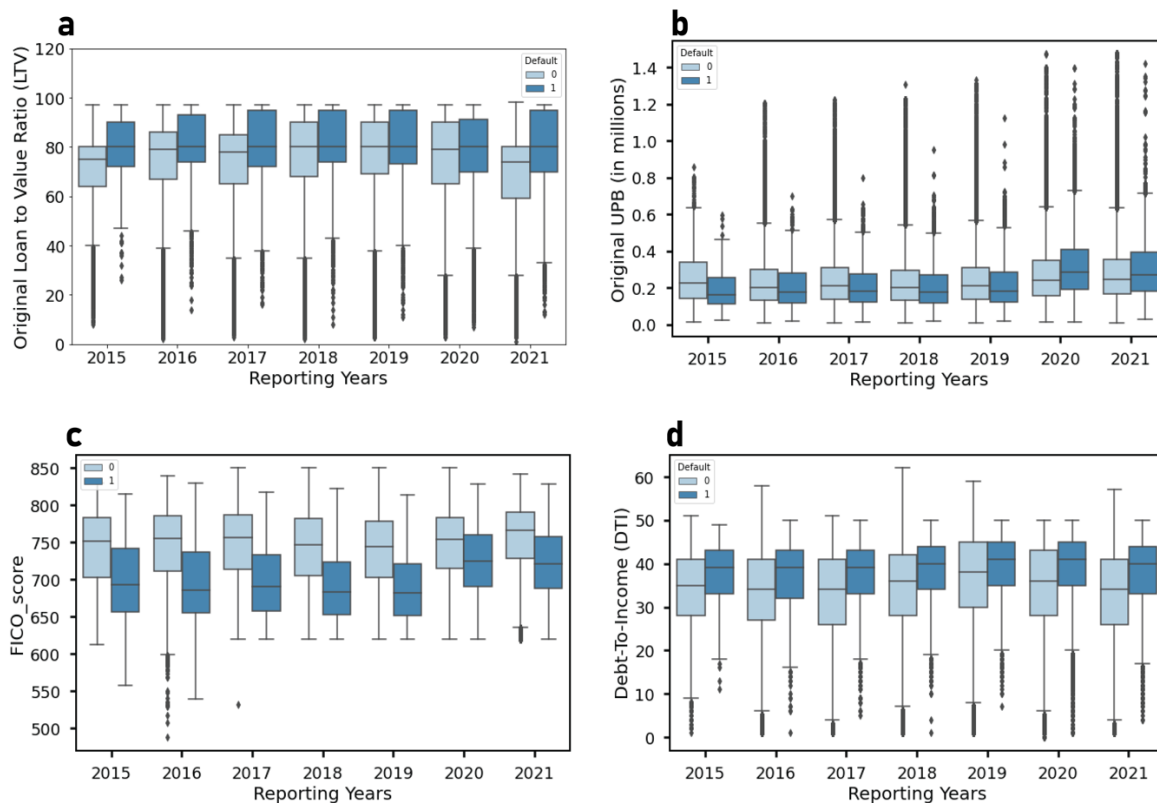 a
Original Loan to Value Ratio (LTV)
120
100
80
60
40
20
0
Default
0
1
2015 2016 2017 2018 2019 2020 2021
Reporting Years
b
Original UPB (in millions)
1.4
1.2
1.0
0.8
0.6
0.4
0.2
0.0
Default
0
1
2015 2016 2017 2018 2019 2020 2021
Reporting Years
c
FICO_score
850
800
750
700
650
600
550
500
0
1
2015 2016 2017 2018 2019 2020 2021
Reporting Years
d
Debt-To-Income (DTI)
60
50
40
30
20
10
0
Default
0
1
2015 2016 2017 2018 2019 2020 2021
Reporting Years